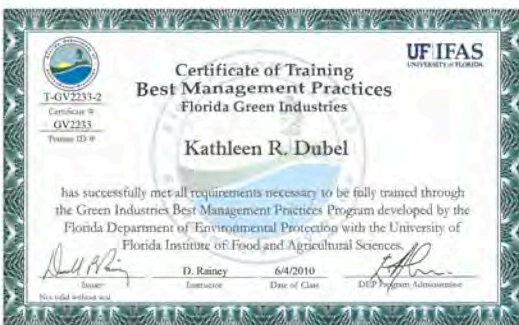 UF IFAS
UNIVERSITY of FLORIDA
T-GV2233-2
Certificate #
GV2233
Trainee ID #
Certificate of Training
Best Management Practices
Florida Green Industries
Kathleen R. Dubel
has successfully met all requirements necessary to be fully trained through
the Green Industries Best Management Practices Program developed by the
Florida Department of Environmental Protection with the University of
Florida Institute of Food and Agricultural Sciences.
D. Rainey
6/4/2010
Issuer
Instructor
Date of Class
DEP Program Administrator
Not valid without seal